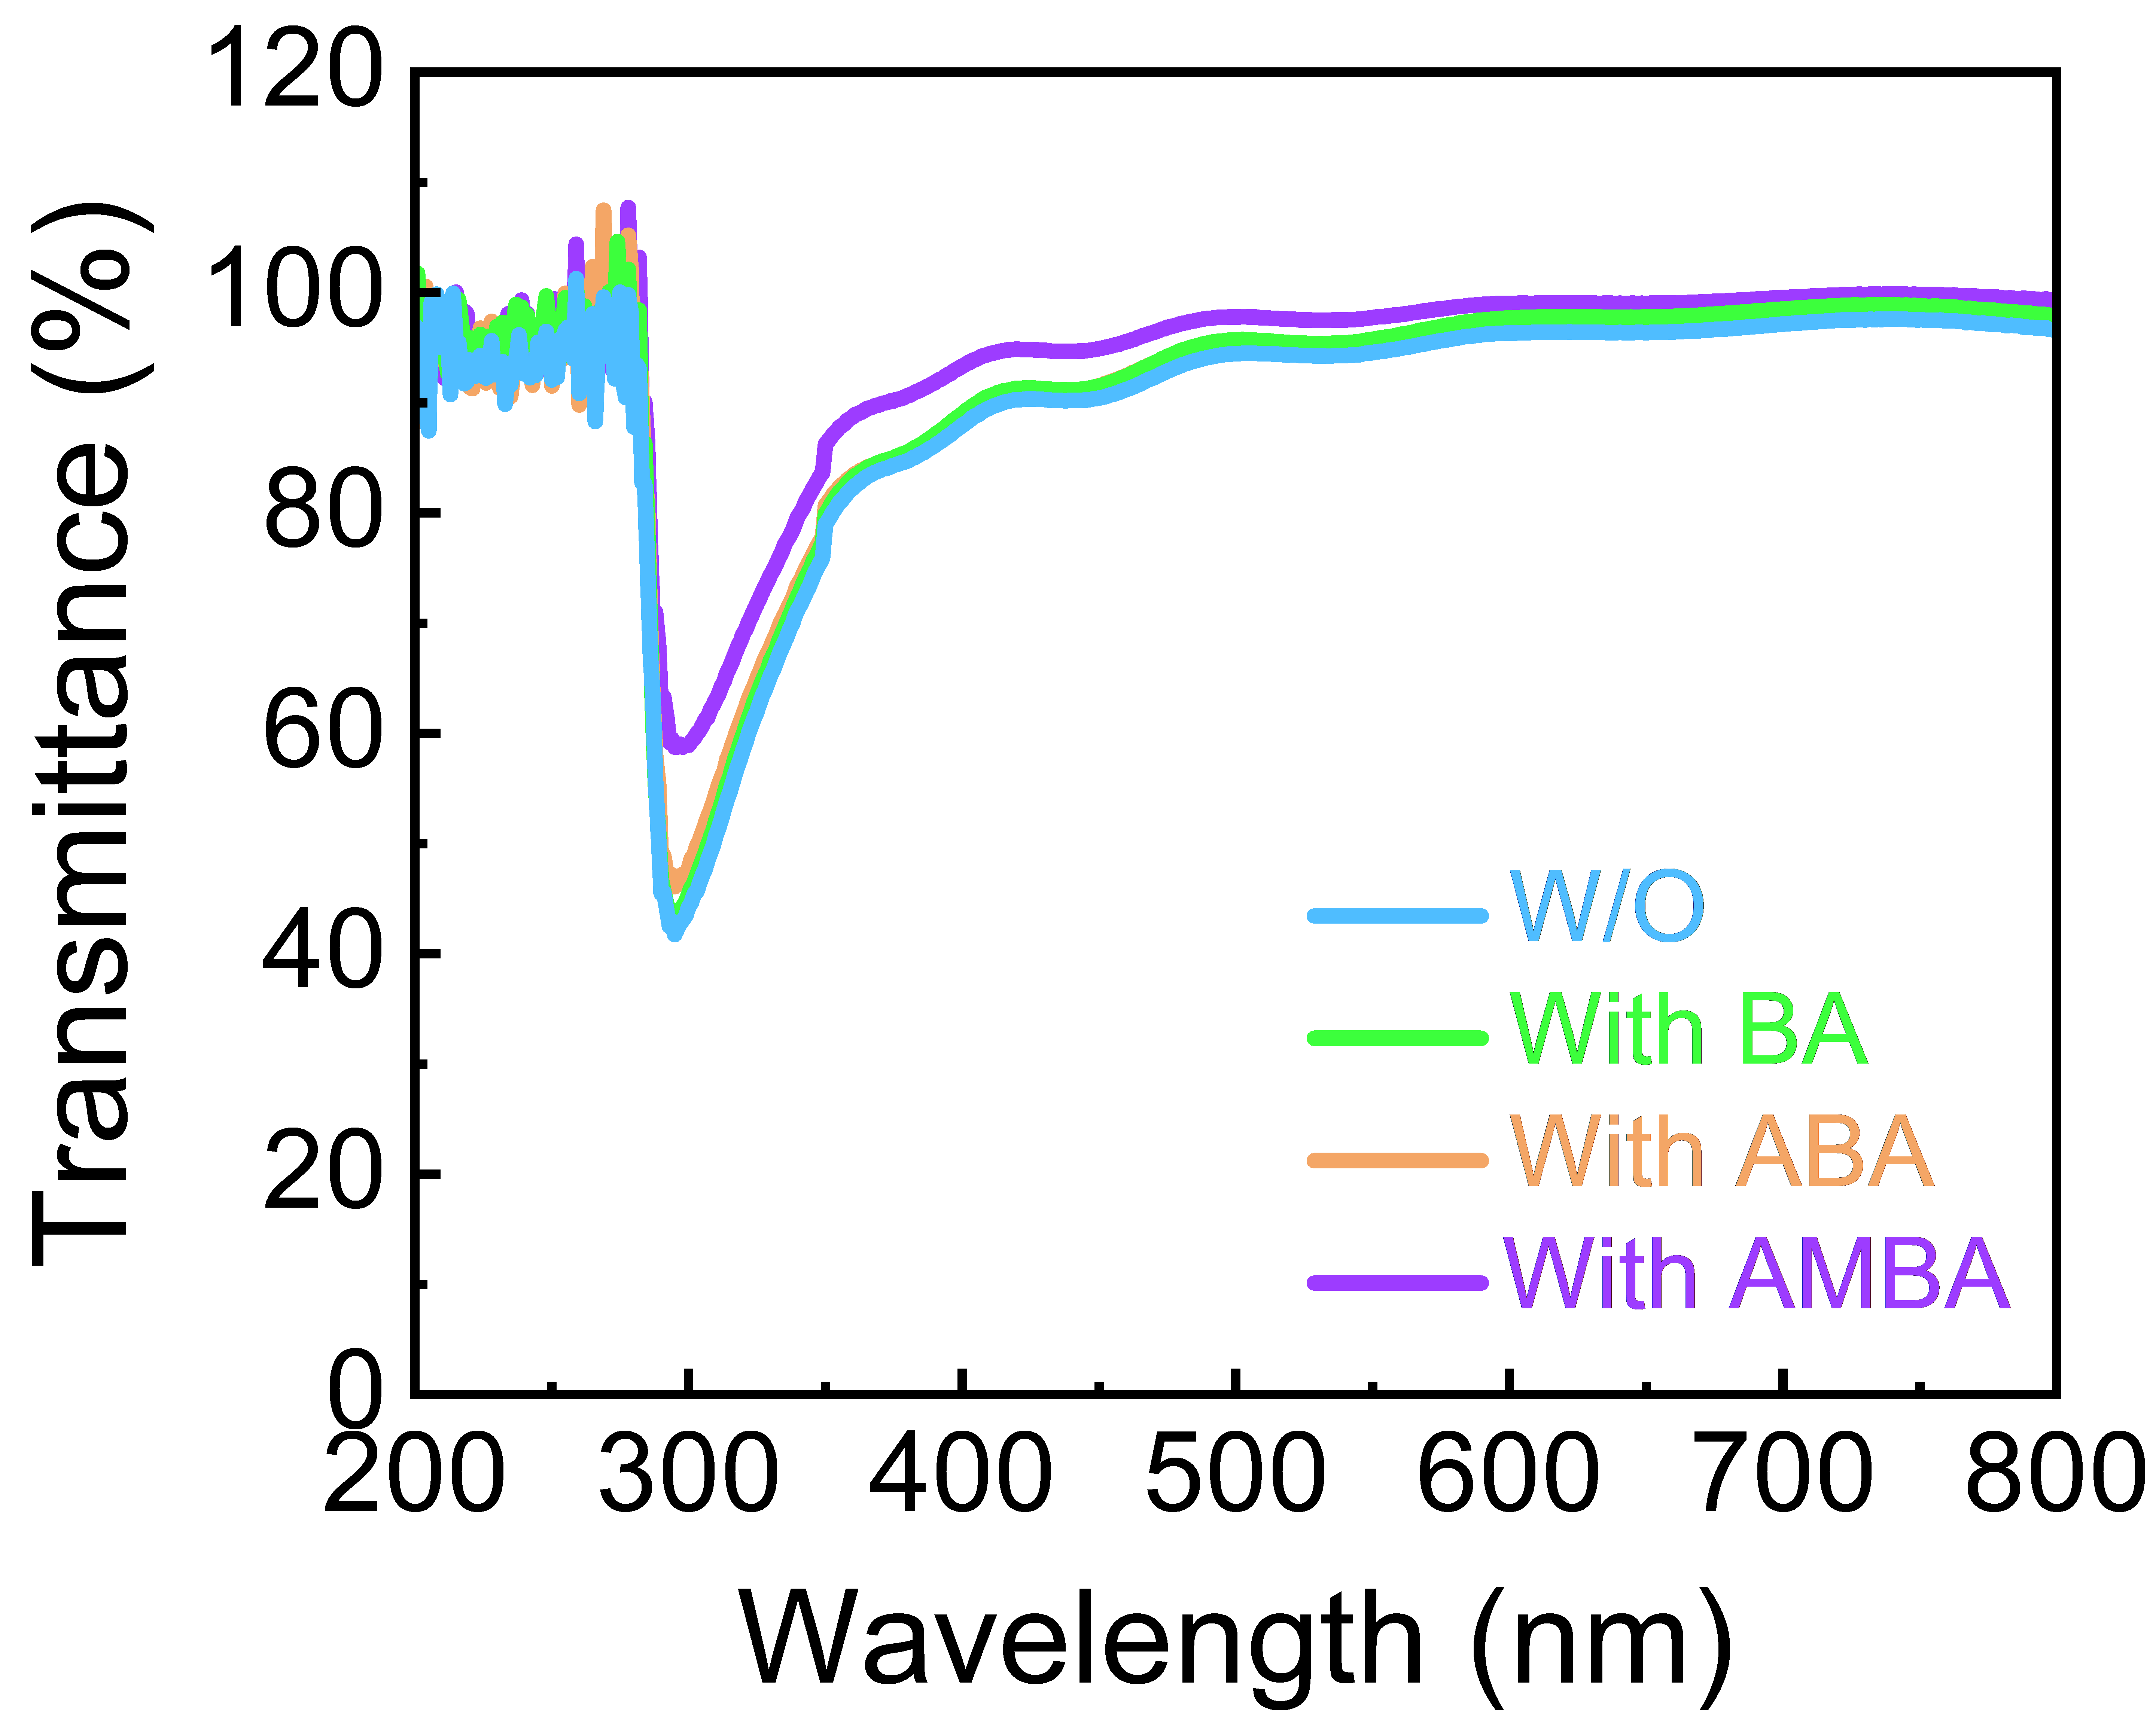 Transmittance (%)
120
100
80
60
40
20
0
200 300 400 500 600 700 800
Wavelength (nm)
W/O
With BA
With ABA
With AMBA